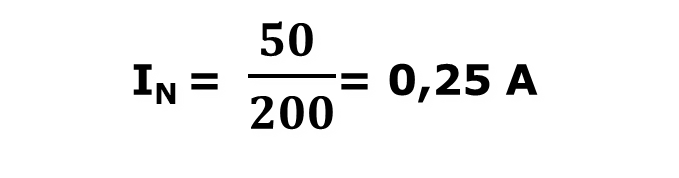 I_N = 50/200 = 0,25 A